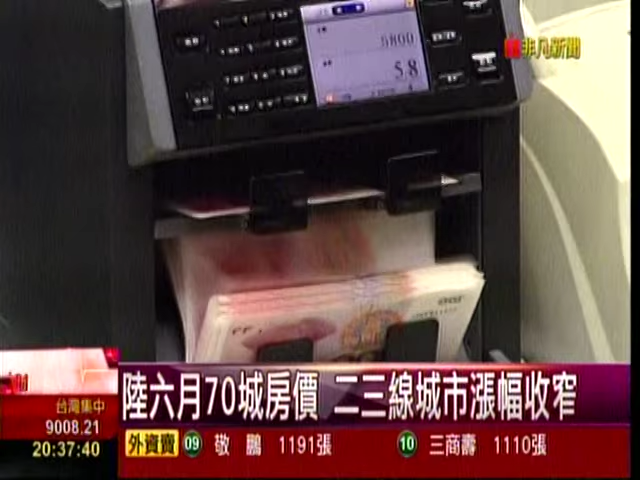 5800
58
非凡新聞
陸六月70城房價 二三線城市漲幅收窄
台灣集中
9008.21
20:37:40
外資賣 09 敬 鵬 1191張 10 三商壽 1110張